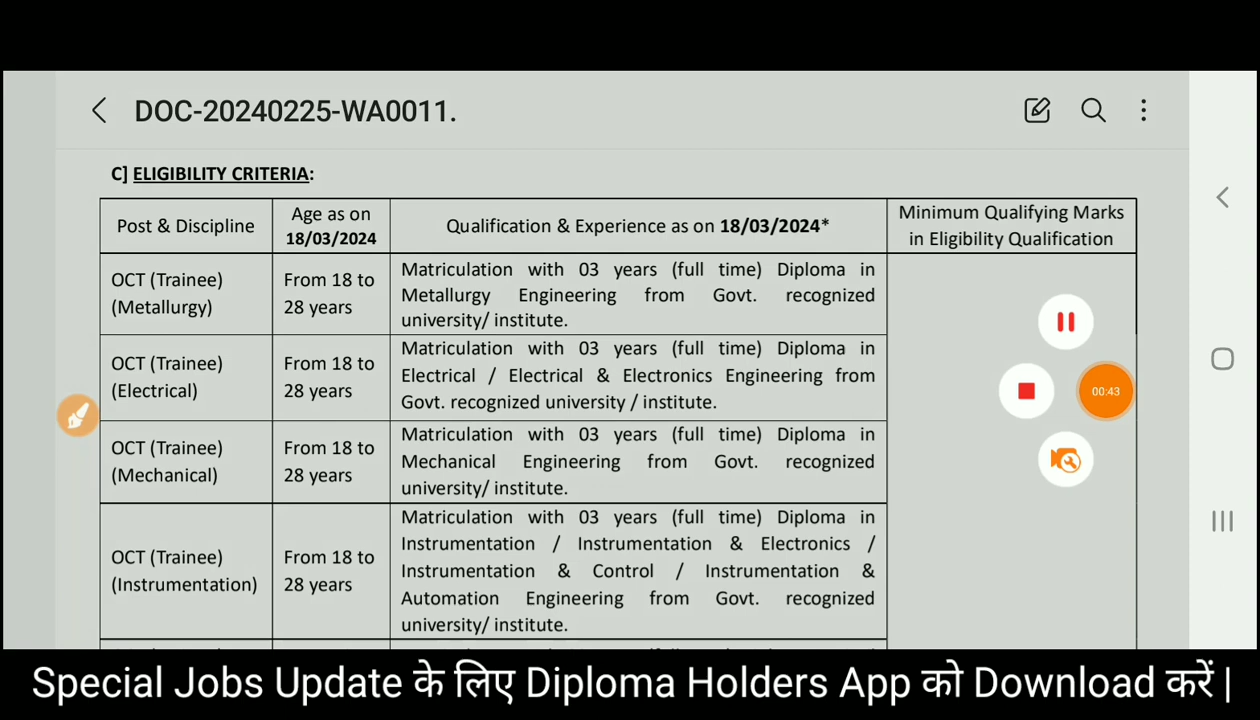 DOC-20240225-WA0011.
C] ELIGIBILITY CRITERIA:
Post & Discipline
Age as on
18/03/2024
Qualification & Experience as on 18/03/2024*
Minimum Qualifying Marks
in Eligibility Qualification
OCT (Trainee)
(Metallurgy)
From 18 to
28 years
Matriculation with 03 years (full time) Diploma in
Metallurgy Engineering from Govt. recognized
university/ institute.
OCT (Trainee)
(Electrical)
From 18 to
28 years
Matriculation with 03 years (full time) Diploma in
Electrical / Electrical & Electronics Engineering from
Govt. recognized university / institute.
OCT (Trainee)
(Mechanical)
From 18 to
28 years
Matriculation with 03 years (full time) Diploma in
Mechanical Engineering from Govt. recognized
university/ institute.
OCT (Trainee)
(Instrumentation)
From 18 to
28 years
Matriculation with 03 years (full time) Diploma in
Instrumentation / Instrumentation & Electronics /
Instrumentation & Control / Instrumentation &
Automation Engineering from Govt. recognized
university/ institute.
00:43
Special Jobs Update के लिए Diploma Holders App को Download करें |